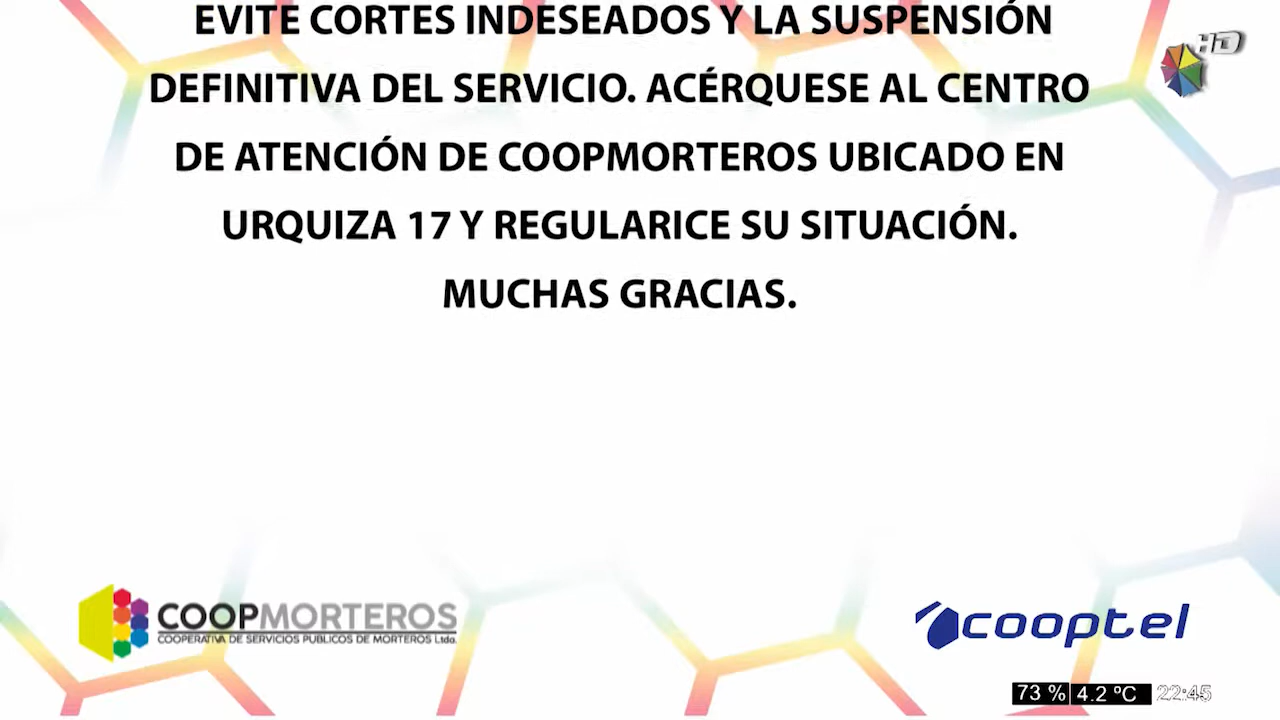 EVITE CORTES INDESEADOS Y LA SUSPENSIÓN
HD
DEFINITIVA DEL SERVICIO. ACÉRQUESE AL CENTRO
DE ATENCIÓN DE COOPMORTEROS UBICADO EN
URQUIZA 17 Y REGULARICE SU SITUACIÓN.
MUCHAS GRACIAS.
COOPMORTEROS
COOPERATIVA DE SERVICIOS PUBLICOS DE MORTEROS Ltda.
cooptel
73 % 4.2 ºC 22:45